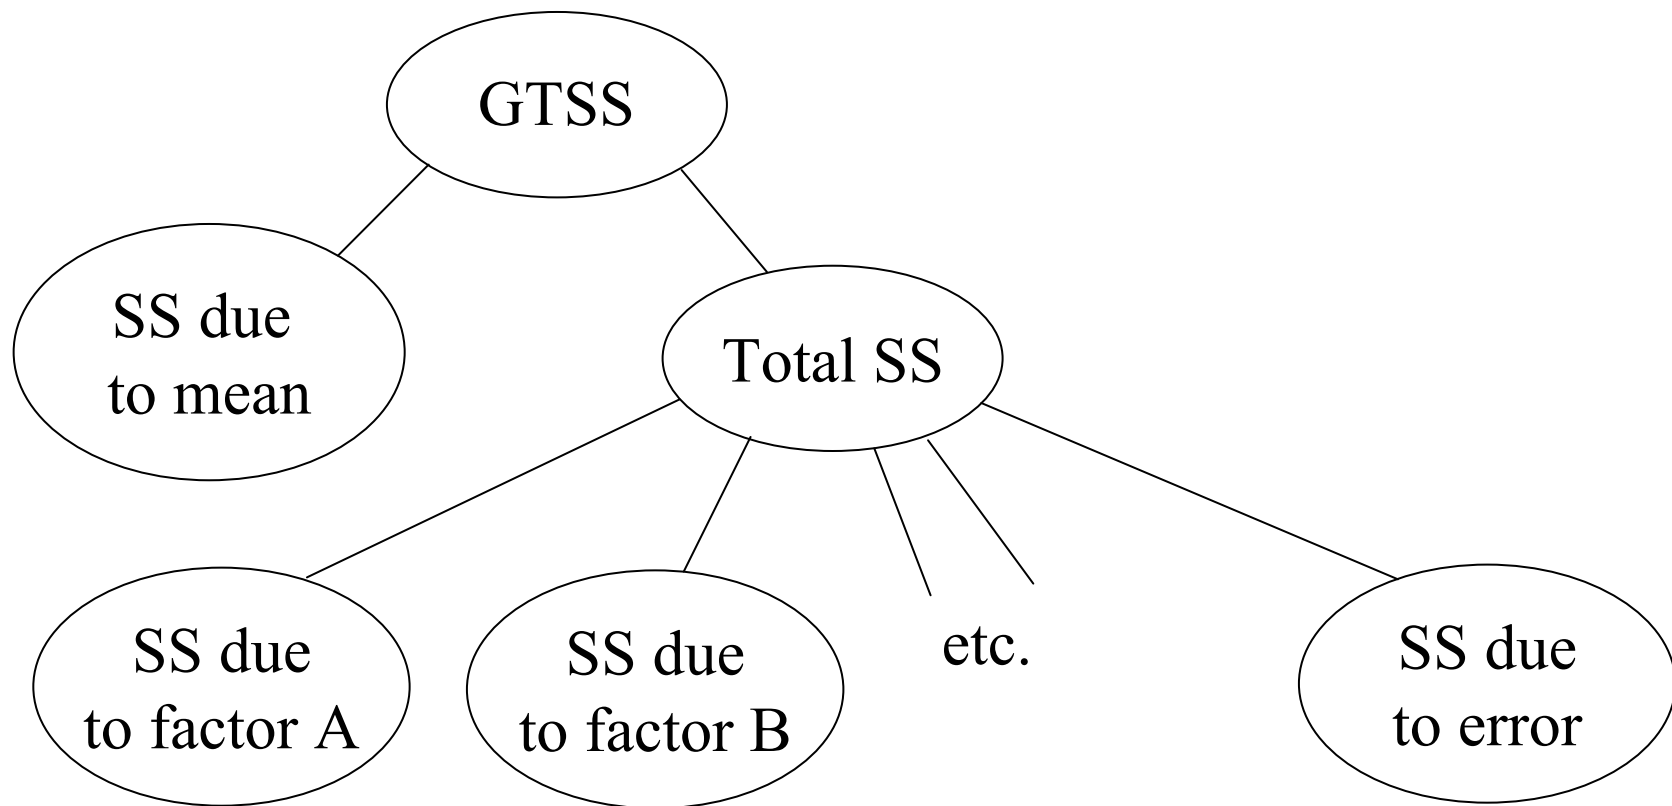 GTSS
SS due
to mean
Total SS
SS due
to factor A
SS due
to factor B
etc.
SS due
to error